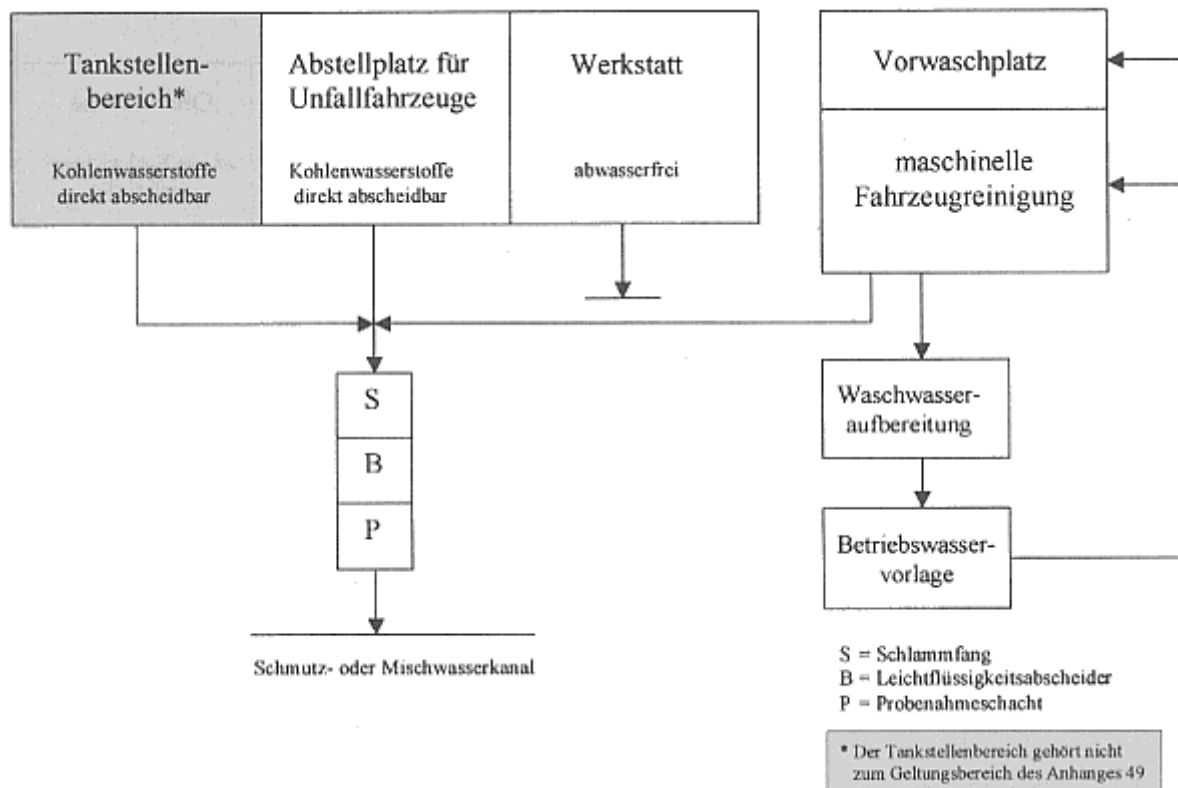 Tankstellen-
bereich*
Kohlenwasserstoffe
direkt abscheidbar
Abstellplatz für
Unfallfahrzeuge
Kohlenwasserstoffe
direkt abscheidbar
Werkstatt
abwasserfrei
Vorwaschplatz
maschinelle
Fahrzeugreinigung
S
B
P
Schmutz- oder Mischwasserkanal
Waschwasser-
aufbereitung
Betriebswasser-
vorlage
S = Schlammfang
B = Leichtflüssigkeitsabscheider
P = Probenahmeschacht
* Der Tankstellenbereich gehört nicht
zum Geltungsbereich des Anhanges 49